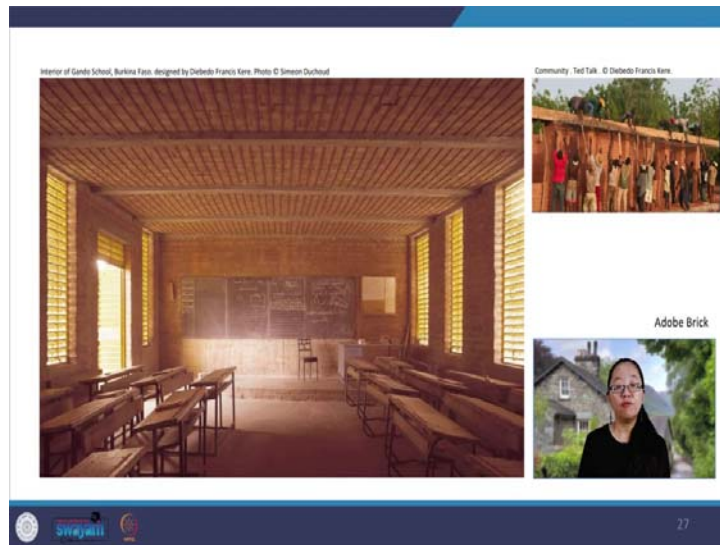 Interior of Gando School, Burkina Faso. designed by Diebedo Francis Kere. Photo © Simeon Duchoud
Community . Ted Talk . © Diebedo Francis Kere.
Adobe Brick
swayam
27